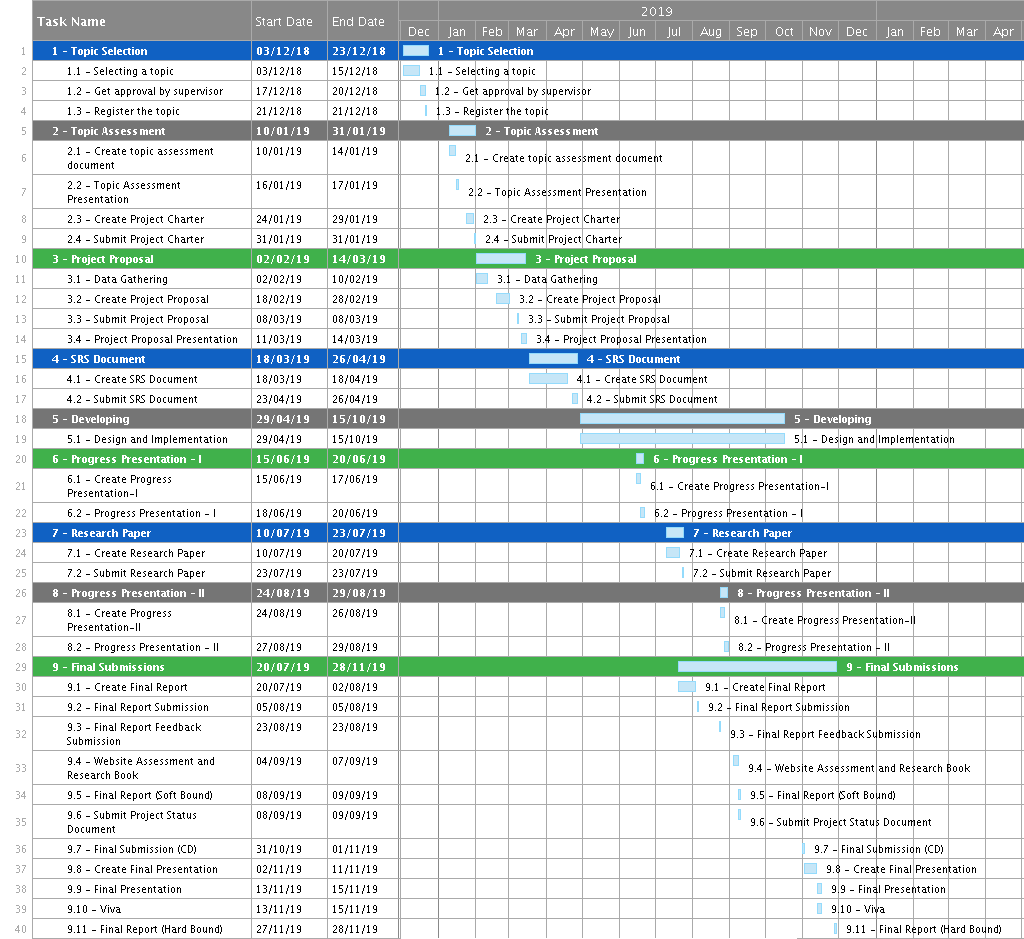 2019
Task Name Start Date End Date Dec Jan Feb Mar Apr May Jun Jul Aug Sep Oct Nov Dec Jan Feb Mar Apr
1 1 - Topic Selection 03/12/18 23/12/18 1 - Topic Selection
2 1.1 - Selecting a topic 03/12/18 15/12/18 1.1 - Selecting a topic
3 1.2 - Get approval by supervisor 17/12/18 20/12/18 1.2 - Get approval by supervisor
4 1.3 - Register the topic 21/12/18 21/12/18 1.3 - Register the topic
5 2 - Topic Assessment 10/01/19 31/01/19 2 - Topic Assessment
6 2.1 - Create topic assessment 10/01/19 14/01/19 2.1 - Create topic assessment document
document
7 2.2 - Topic Assessment 16/01/19 17/01/19 2.2 - Topic Assessment Presentation
Presentation
8 2.3 - Create Project Charter 24/01/19 29/01/19 2.3 - Create Project Charter
9 2.4 - Submit Project Charter 31/01/19 31/01/19 2.4 - Submit Project Charter
10 3 - Project Proposal 02/02/19 14/03/19 3 - Project Proposal
11 3.1 - Data Gathering 02/02/19 10/02/19 3.1 - Data Gathering
12 3.2 - Create Project Proposal 18/02/19 28/02/19 3.2 - Create Project Proposal
13 3.3 - Submit Project Proposal 08/03/19 08/03/19 3.3 - Submit Project Proposal
14 3.4 - Project Proposal Presentation 11/03/19 14/03/19 3.4 - Project Proposal Presentation
15 4 - SRS Document 18/03/19 26/04/19 4 - SRS Document
16 4.1 - Create SRS Document 18/03/19 18/04/19 4.1 - Create SRS Document
17 4.2 - Submit SRS Document 23/04/19 26/04/19 4.2 - Submit SRS Document
18 5 - Developing 29/04/19 15/10/19 5 - Developing
19 5.1 - Design and Implementation 29/04/19 15/10/19 5.1 - Design and Implementation
20 6 - Progress Presentation - I 15/06/19 20/06/19 6 - Progress Presentation - I
21 6.1 - Create Progress 15/06/19 17/06/19 6.1 - Create Progress Presentation-I
Presentation-I
22 6.2 - Progress Presentation - I 18/06/19 20/06/19 6.2 - Progress Presentation - I
23 7 - Research Paper 10/07/19 23/07/19 7 - Research Paper
24 7.1 - Create Research Paper 10/07/19 20/07/19 7.1 - Create Research Paper
25 7.2 - Submit Research Paper 23/07/19 23/07/19 7.2 - Submit Research Paper
26 8 - Progress Presentation - II 24/08/19 29/08/19 8 - Progress Presentation - II
27 8.1 - Create Progress 24/08/19 26/08/19 8.1 - Create Progress Presentation-II
Presentation-II
28 8.2 - Progress Presentation - II 27/08/19 29/08/19 8.2 - Progress Presentation - II
29 9 - Final Submissions 20/07/19 28/11/19 9 - Final Submissions
30 9.1 - Create Final Report 20/07/19 02/08/19 9.1 - Create Final Report
31 9.2 - Final Report Submission 05/08/19 05/08/19 9.2 - Final Report Submission
32 9.3 - Final Report Feedback 23/08/19 23/08/19 9.3 - Final Report Feedback Submission
Submission
33 9.4 - Website Assessment and 04/09/19 07/09/19 9.4 - Website Assessment and Research Book
Research Book
34 9.5 - Final Report (Soft Bound) 08/09/19 09/09/19 9.5 - Final Report (Soft Bound)
35 9.6 - Submit Project Status 08/09/19 09/09/19 9.6 - Submit Project Status Document
Document
36 9.7 - Final Submission (CD) 31/10/19 01/11/19 9.7 - Final Submission (CD)
37 9.8 - Create Final Presentation 02/11/19 11/11/19 9.8 - Create Final Presentation
38 9.9 - Final Presentation 13/11/19 15/11/19 9.9 - Final Presentation
39 9.10 - Viva 13/11/19 15/11/19 9.10 - Viva
40 9.11 - Final Report (Hard Bound) 27/11/19 28/11/19 9.11 - Final Report (Hard Bound)